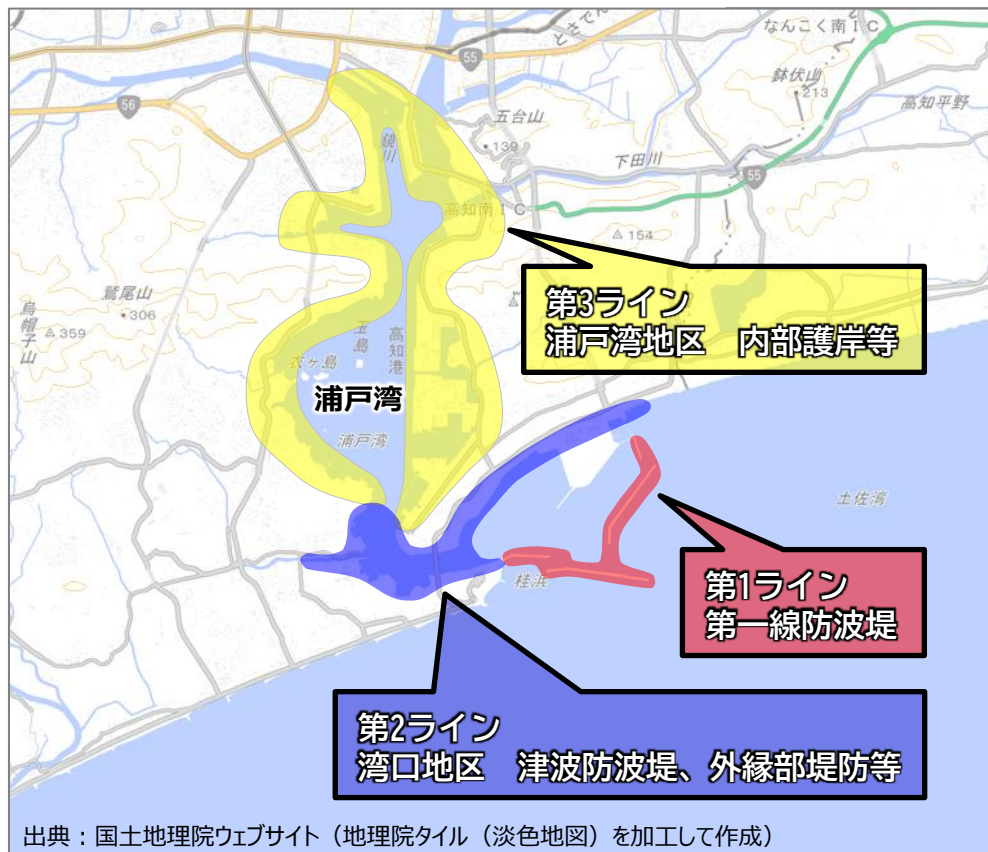 なんこく南IC
とさでん
55
鉢伏山
213
56
五台山
139
高知平野
下田川
鏡川
55
高知南IC
154
第3ライン
浦戸湾地区 内部護岸等
鷲尾山
306
烏帽子山
359
玉島
高知港
衣ヶ島
浦戸湾
浦戸湾
土佐湾
桂浜
第1ライン
第一線防波堤
第2ライン
湾口地区 津波防波堤、外縁部堤防等
出典：国土地理院ウェブサイト（地理院タイル（淡色地図）を加工して作成）